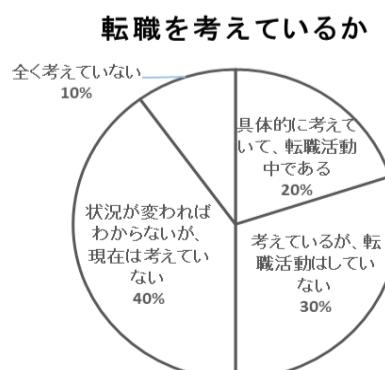 転職を考えているか
全く考えていない
10%
具体的に考えて
いて、転職活動
中である
20%
状況が変われば
わからないが、
現在は考えてい
ない
40%
考えているが、転
職活動はしてい
ない
30%